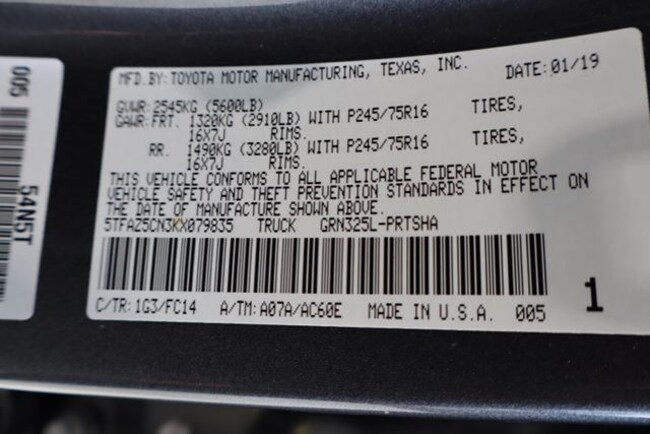 MFD.BY: TOYOTA MOTOR MANUFACTURING, TEXAS, INC. DATE: 01/19
GVWR: 2545KG (5600LB)
GAWR: FRT. 1320KG (2910LB) WITH P245/75R16 TIRES,
16X7J RIMS.
RR. 1490KG (3280LB) WITH P245/75R16 TIRES,
16X7J RIMS.
THIS VEHICLE CONFORMS TO ALL APPLICABLE FEDERAL MOTOR
VEHICLE SAFETY AND THEFT PREVENTION STANDARDS IN EFFECT ON
THE DATE OF MANUFACTURE SHOWN ABOVE.
5TFAZ5CN3KX079835 TRUCK GRN325L-PRTSHA
C/TR: 1G3/FC14 A/TM: A07A/AC60E MADE IN U.S.A. 005
1
005
54N5T